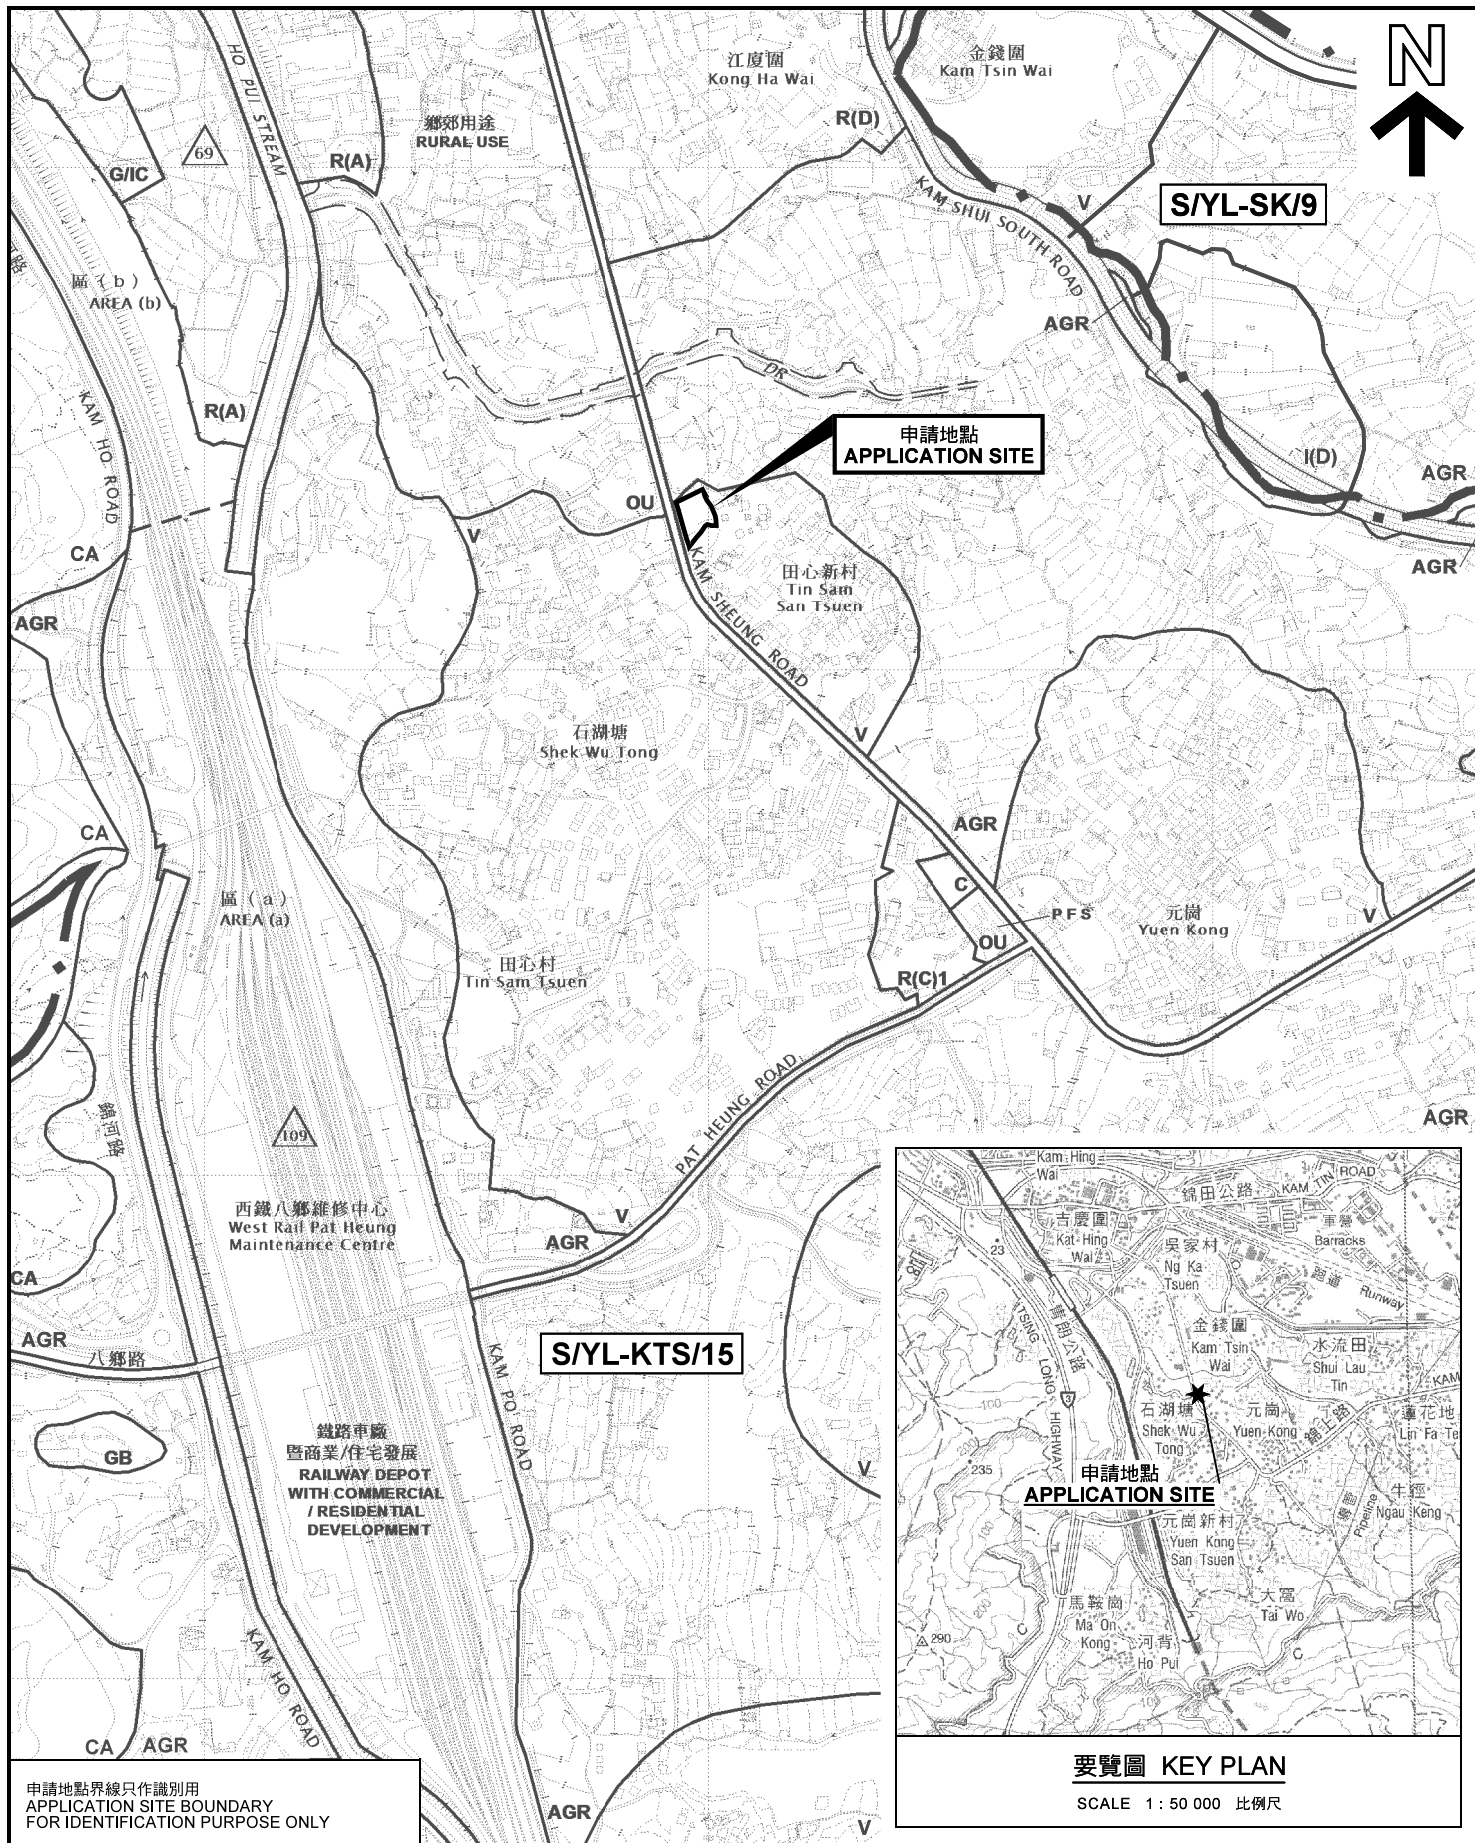 N
江廈圍
Kong Ha Wai
金錢圍
Kam Tsin Wai
HO PUI STREAM
鄉郊用途
RURAL USE
R(D)
69
G/IC
R(A)
S/YL-SK/9
V
KAM SHUI SOUTH ROAD
路
區（b）
AREA (b)
AGR
DR
KAM HO ROAD
R(A)
申請地點
APPLICATION SITE
I(D)
AGR
OU
V
CA
AGR
田心新村
Tin Sam
San Tsuen
AGR
KAM SHEUNG ROAD
石湖塘
Shek Wu Tong
V
CA
AGR
區（a）
AREA (a)
C
PFS
元崗
Yuen Kong
V
OU
田心村
Tin Sam Tsuen
R(C)1
PAT HEUNG ROAD
錦河路
109
AGR
西鐵八鄉維修中心
West Rail Pat Heung
Maintenance Centre
V
AGR
CA
AGR
八鄉路
S/YL-KTS/15
KAM PO ROAD
鐵路車廠
暨商業/住宅發展
RAILWAY DEPOT
WITH COMMERCIAL
/ RESIDENTIAL
DEVELOPMENT
GB
V
KAM HO ROAD
CA
AGR
AGR
V
申請地點界線只作識別用
APPLICATION SITE BOUNDARY
FOR IDENTIFICATION PURPOSE ONLY
Kam Hing
Wai
錦田公路
KAM TIN ROAD
吉慶圍
Kat Hing
Wai
軍營
Barracks
吳家村
Ng Ka
Tsuen
23
跑道
Runway
青朗公路
TSING LONG HIGHWAY
3
金錢圍
Kam Tsin
Wai
水流田
Shui Lau
Tin
KAM
100
石湖塘
Shek Wu
Tong
元崗
Yuen Kong
錦上路
蓮花地
Lin Fa Te
235
申請地點
APPLICATION SITE
牛徑
Ngau Keng
Pipeline
100
元崗新村
Yuen Kong
San Tsuen
200
馬鞍崗
Ma On
Kong
大窩
Tai Wo
290
C
河背
Ho Pui
C
要覽圖 KEY PLAN
SCALE 1 : 50 000 比例尺